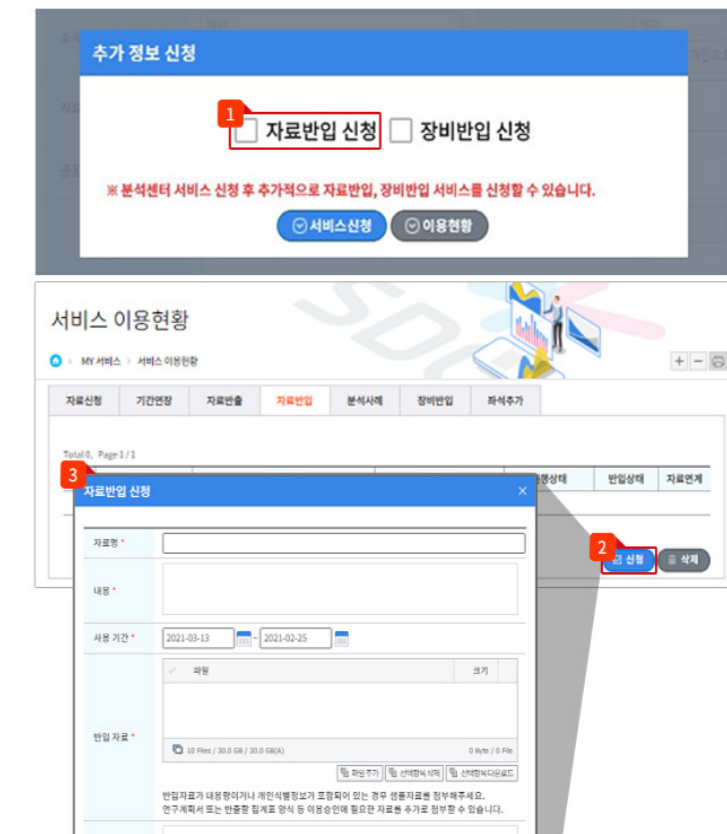 추가 정보 신청
1
자료반입 신청 장비반입 신청
※ 분석센터 서비스 신청 후 추가적으로 자료반입, 장비반입 서비스를 신청할 수 있습니다.
서비스신청 이용현황
서비스 이용현황
MY 서비스 > 서비스 이용현황
자료신청 기간연장 자료반출 자료반입 분석사례 장비반입 좌석추가
Total 0, Page 1 / 1
3
자료반입 신청
반입상태 자료연계
자료명 *
2
신청 삭제
내용 *
사용 기간 * 2021-03-13 ~ 2021-02-25
파일 크기
반입 자료 *
10 Files / 30.0 GB / 30.0 GB(A) 0 Byte / 0 File
파일 추가 선택항목 삭제 선택항목 다운로드
반입자료가 대용량이거나 개인식별정보가 포함되어 있는 경우 샘플자료를 첨부해주세요.
연구계획서 또는 반출할 집계표 양식 등 이용승인에 필요한 자료를 추가로 첨부할 수 있습니다.